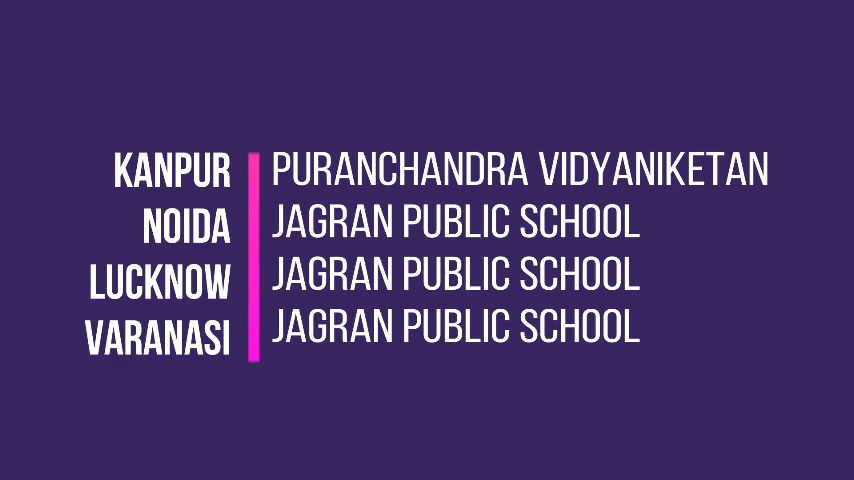 KANPUR PURANCHANDRA VIDYANIKETAN
NOIDA JAGRAN PUBLIC SCHOOL
LUCKNOW JAGRAN PUBLIC SCHOOL
VARANASI JAGRAN PUBLIC SCHOOL